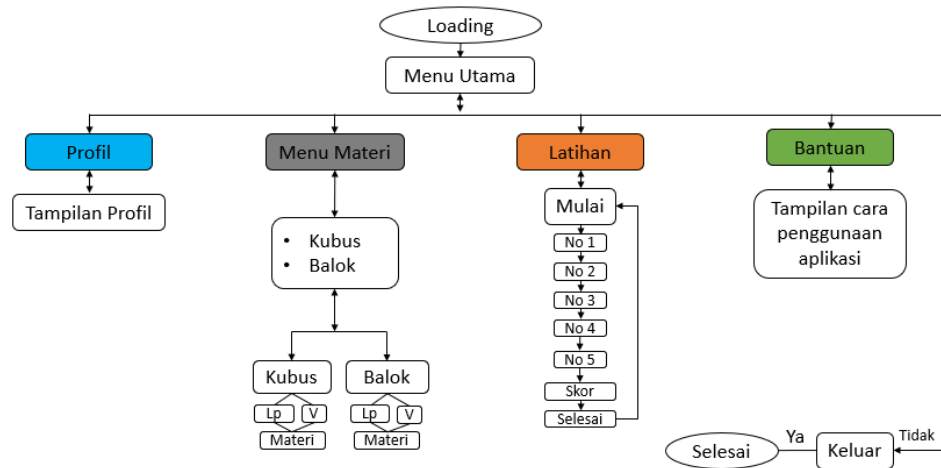 Loading
Menu Utama
Profil
Menu Materi
Latihan
Bantuan
Tampilan Profil
• Kubus
• Balok
Mulai
Tampilan cara
penggunaan
aplikasi
No 1
No 2
No 3
No 4
No 5
Skor
Selesai
Kubus
Balok
Lp
V
Lp
V
Materi
Materi
Selesai
Ya
Keluar
Tidak